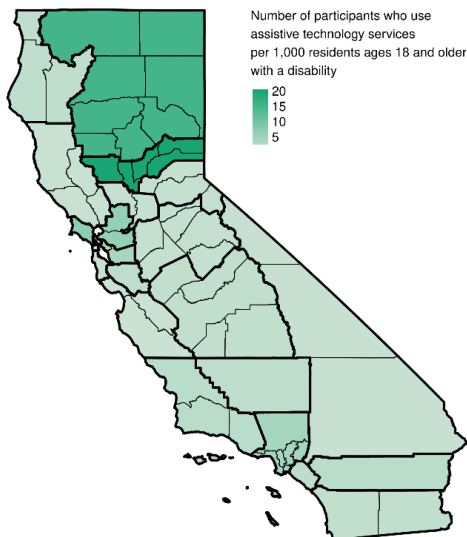 Number of participants who use
assistive technology services
per 1,000 residents ages 18 and older
with a disability
20
15
10
5